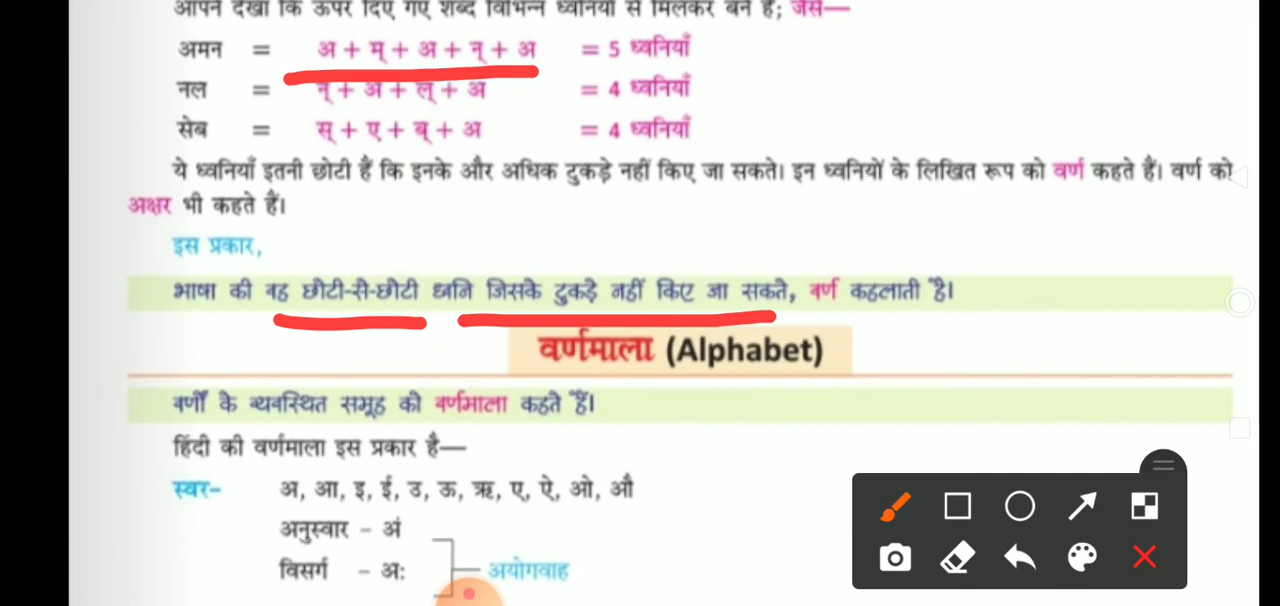 आपने देखा कि ऊपर दिए गए शब्द विभिन्न ध्वनियों से मिलकर बने हैं; जैसे—
अमन = अ + म् + अ + न् + अ = 5 ध्वनियाँ
नल = न् + अ + ल् + अ = 4 ध्वनियाँ
सेब = स् + ए + ब् + अ = 4 ध्वनियाँ
ये ध्वनियाँ इतनी छोटी हैं कि इनके और अधिक टुकड़े नहीं किए जा सकते। इन ध्वनियों के लिखित रूप को वर्ण कहते हैं। वर्ण को
अक्षर भी कहते हैं।
इस प्रकार,
भाषा की वह छोटी-से-छोटी ध्वनि जिसके टुकड़े नहीं किए जा सकते, वर्ण कहलाती है।
वर्णमाला (Alphabet)
वर्णों के व्यवस्थित समूह को वर्णमाला कहते हैं।
हिंदी की वर्णमाला इस प्रकार है—
स्वर– अ, आ, इ, ई, उ, ऊ, ऋ, ए, ऐ, ओ, औ
अनुस्वार – अं
विसर्ग – अः
अयोगवाह